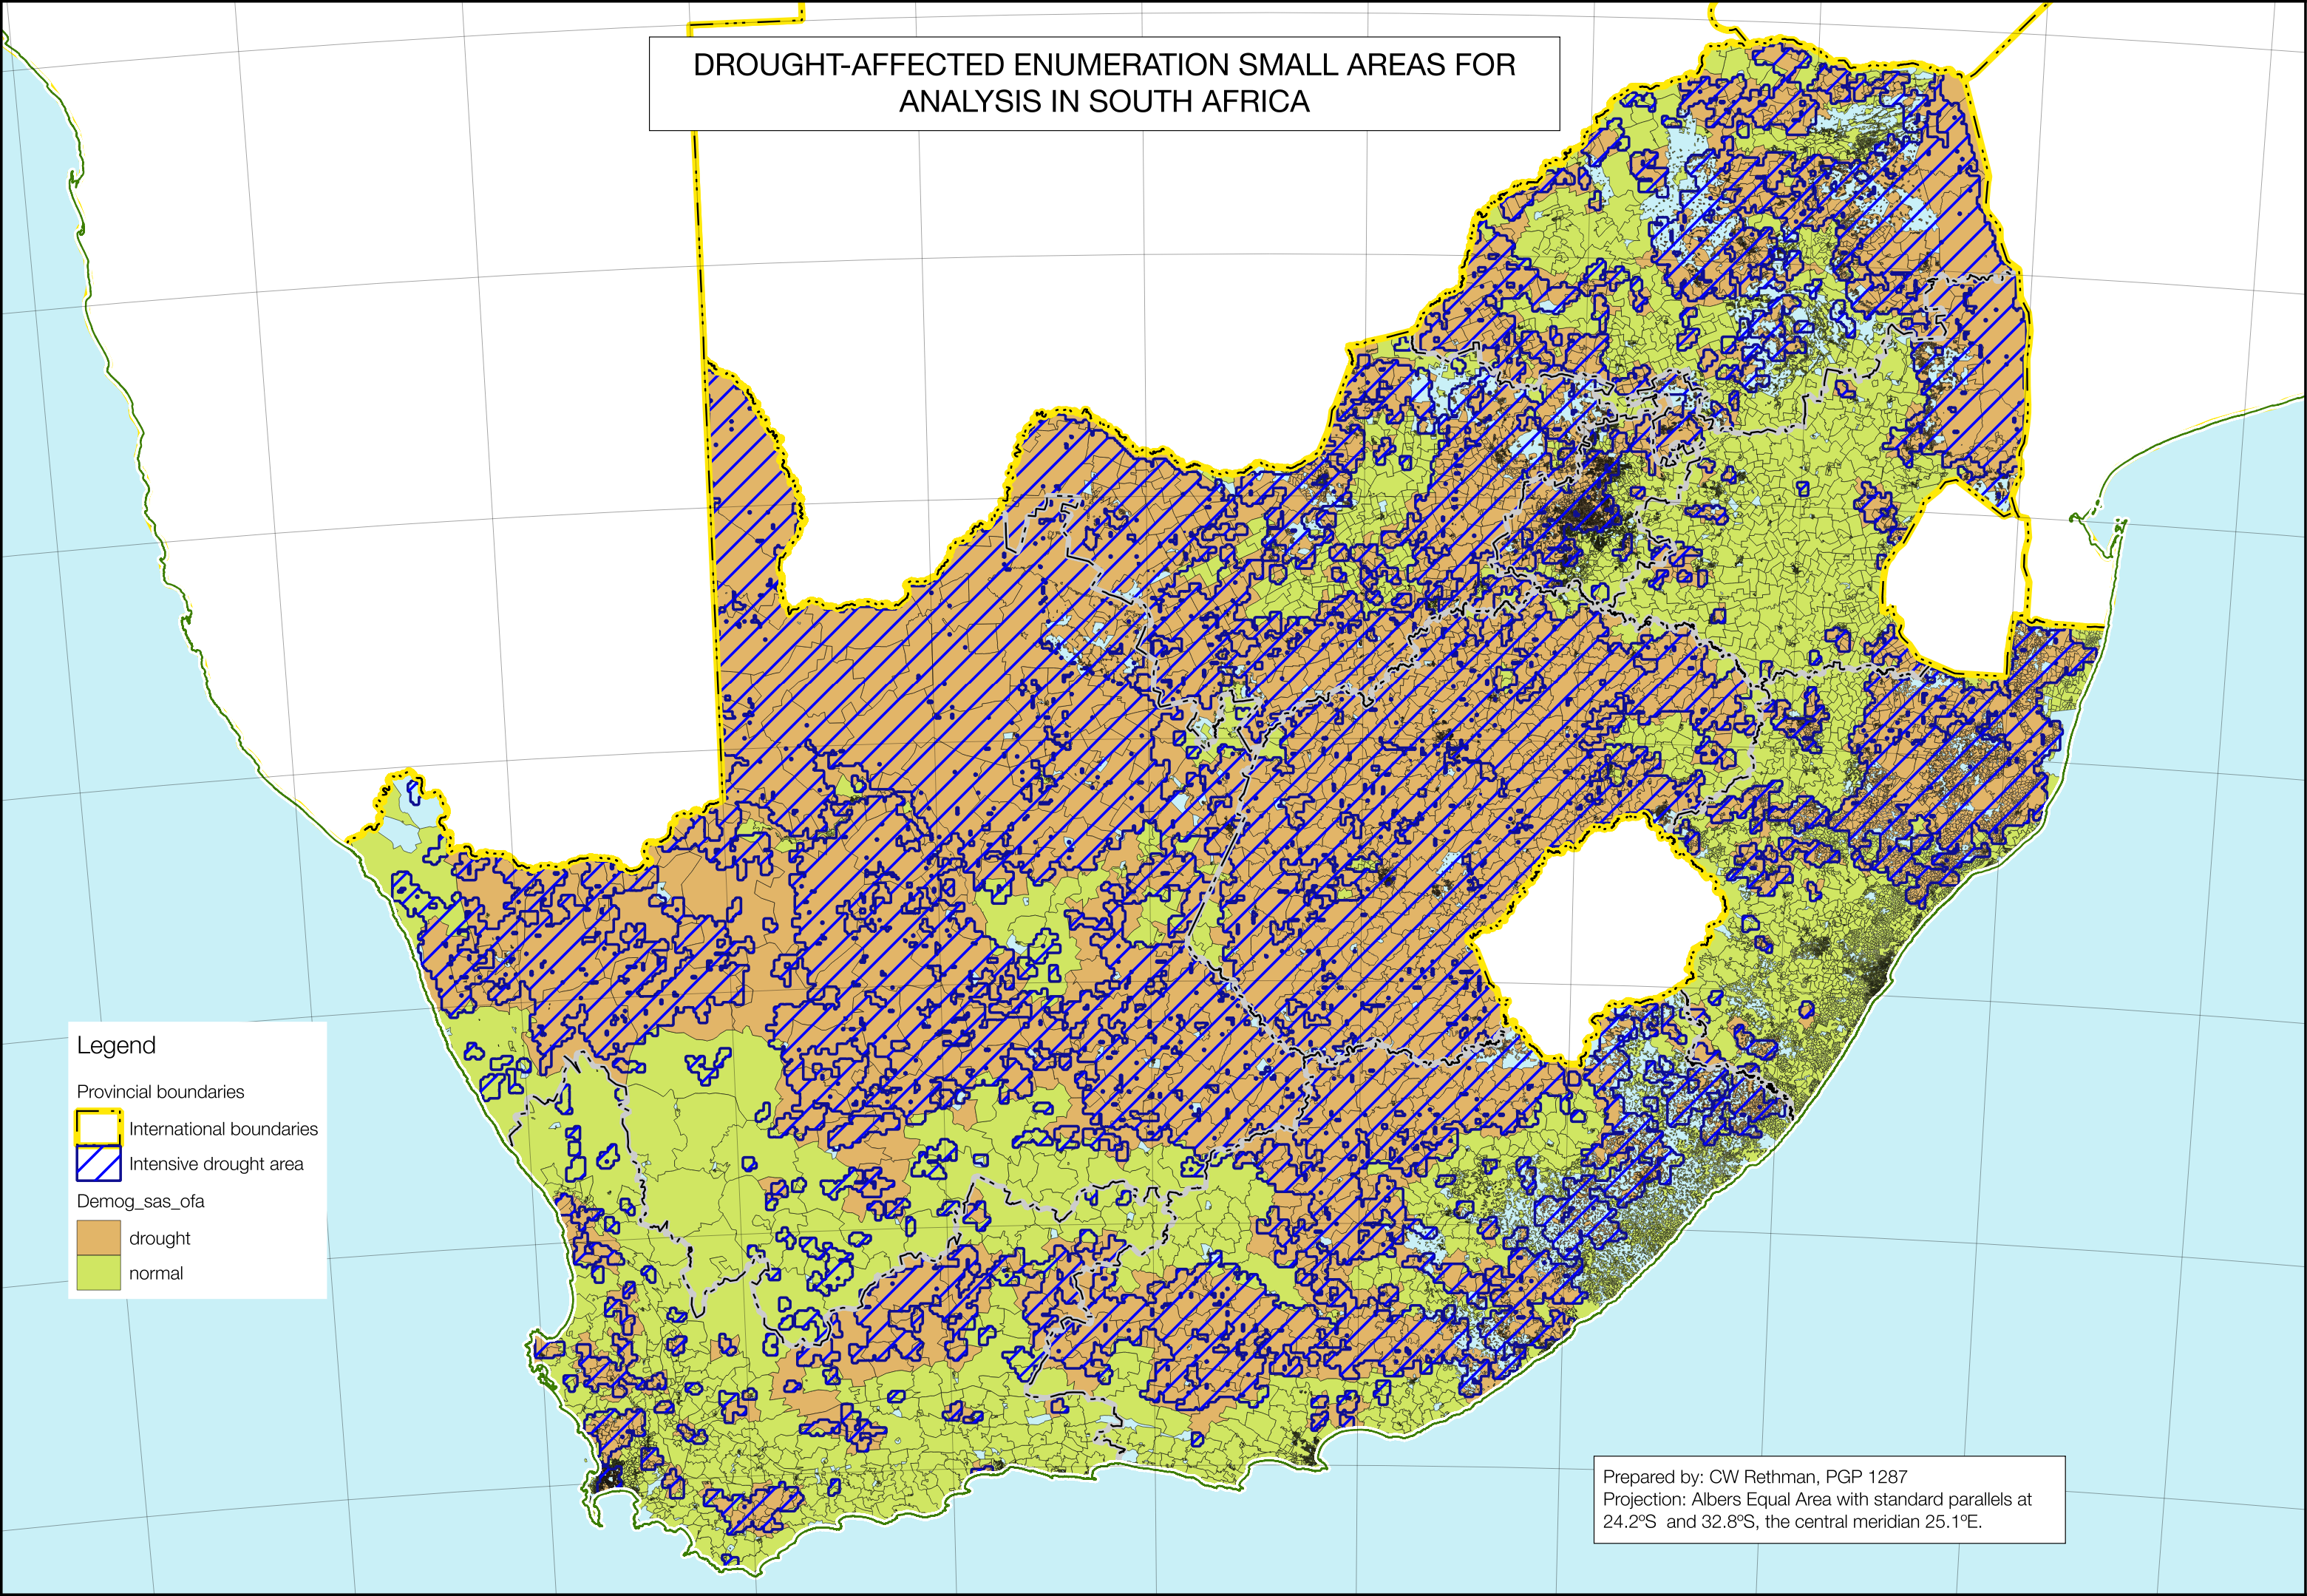 DROUGHT-AFFECTED ENUMERATION SMALL AREAS FOR
ANALYSIS IN SOUTH AFRICA
Legend
Provincial boundaries
International boundaries
Intensive drought area
Demog_sas_ofa
drought
normal
Prepared by: CW Rethman, PGP 1287
Projection: Albers Equal Area with standard parallels at
24.2ºS and 32.8ºS, the central meridian 25.1ºE.